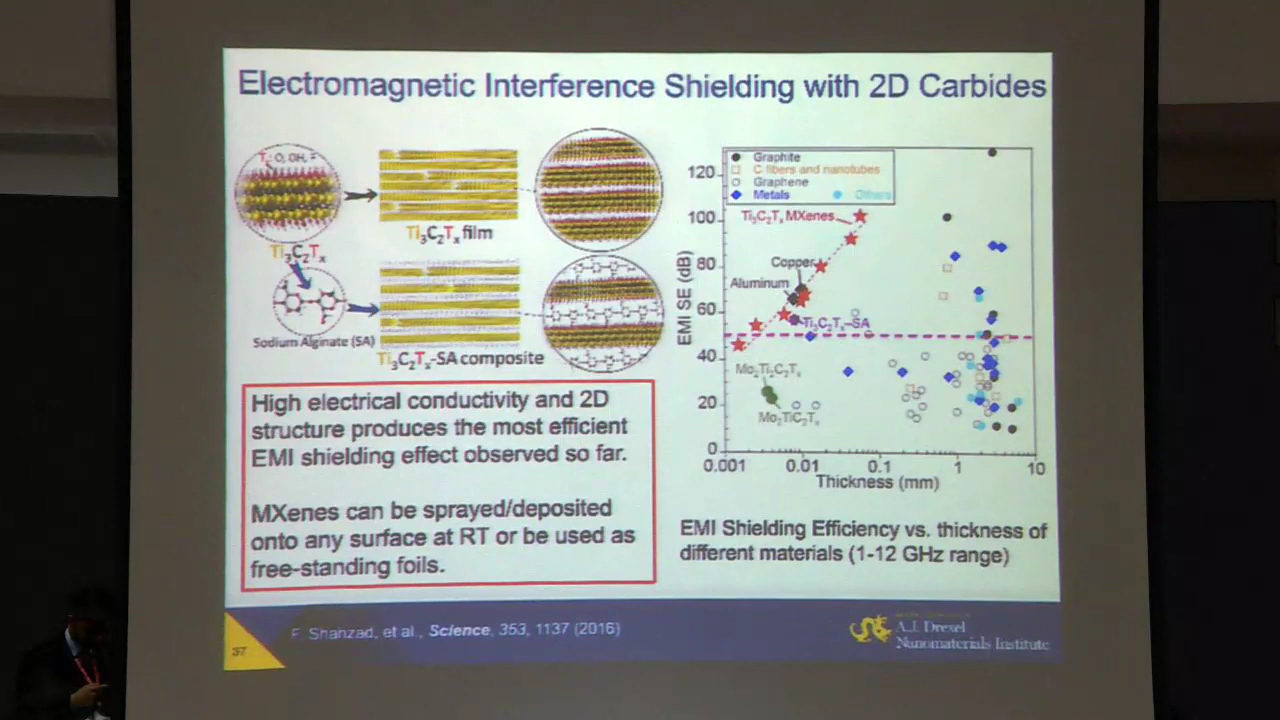 Electromagnetic Interference Shielding with 2D Carbides
T: O, OH, F
Ti₃C₂Tₓ
Ti₃C₂Tₓ film
Sodium Alginate (SA)
Ti₃C₂Tₓ-SA composite
High electrical conductivity and 2D
structure produces the most efficient
EMI shielding effect observed so far.
MXenes can be sprayed/deposited
onto any surface at RT or be used as
free-standing foils.
EMI SE (dB)
120
100
80
60
40
20
0
Graphite
C fibers and nanotubes
Graphene
Metals
Others
Ti₃C₂Tₓ MXenes
Copper
Aluminum
Ti₃C₂Tₓ–SA
Mo₂Ti₂C₃Tₓ
Mo₂TiC₂Tₓ
0.001 0.01 0.1 1 10
Thickness (mm)
EMI Shielding Efficiency vs. thickness of
different materials (1-12 GHz range)
37
F. Shahzad, et al., Science, 353, 1137 (2016)
A.J. Drexel
Nanomaterials Institute